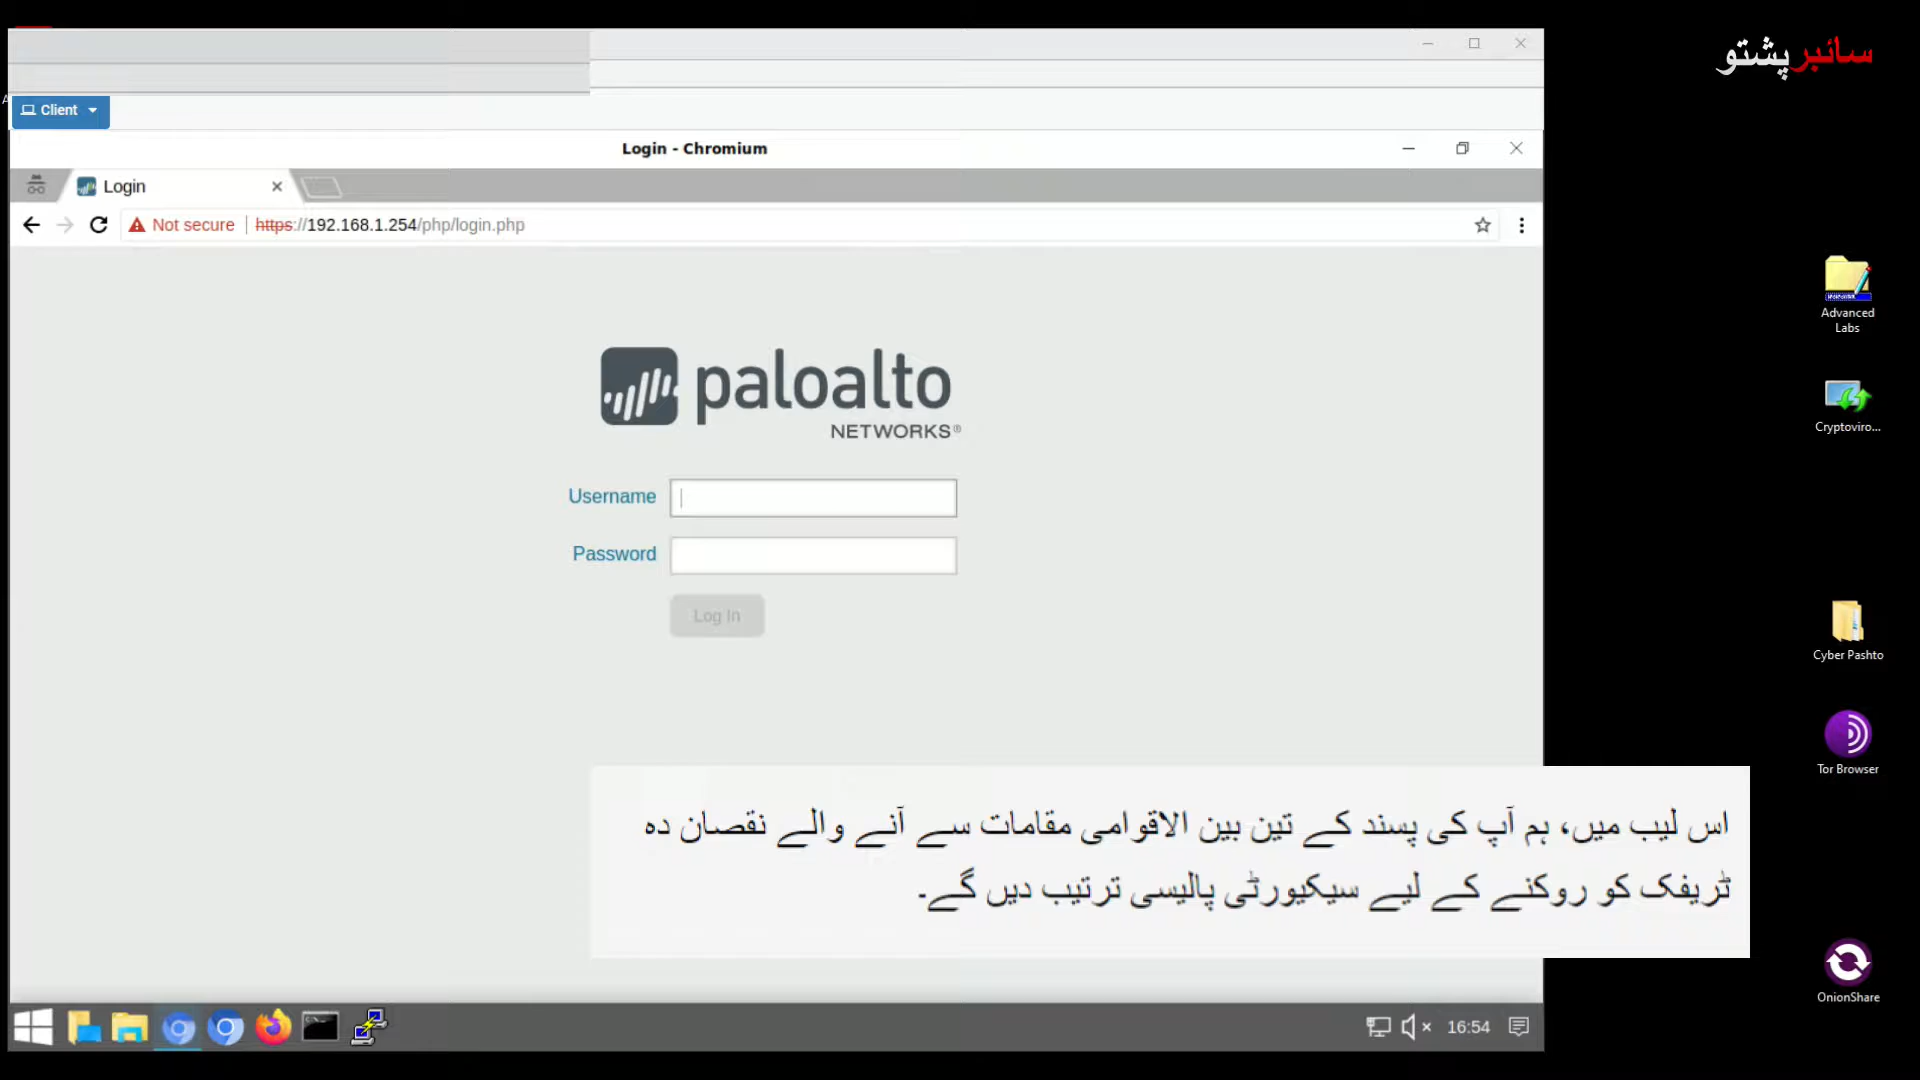 سائبرپشتو
Client
Login - Chromium
Login
Not secure https://192.168.1.254/php/login.php
paloalto
NETWORKS®
Username
Password
Log In
اس لیب میں، ہم آپ کی پسند کے تین بین الاقوامی مقامات سے آنے والے نقصان دہ
ٹریفک کو روکنے کے لیے سیکیورٹی پالیسی ترتیب دیں گے۔
Advanced
Labs
Cryptoviro...
Cyber Pashto
Tor Browser
OnionShare
16:54